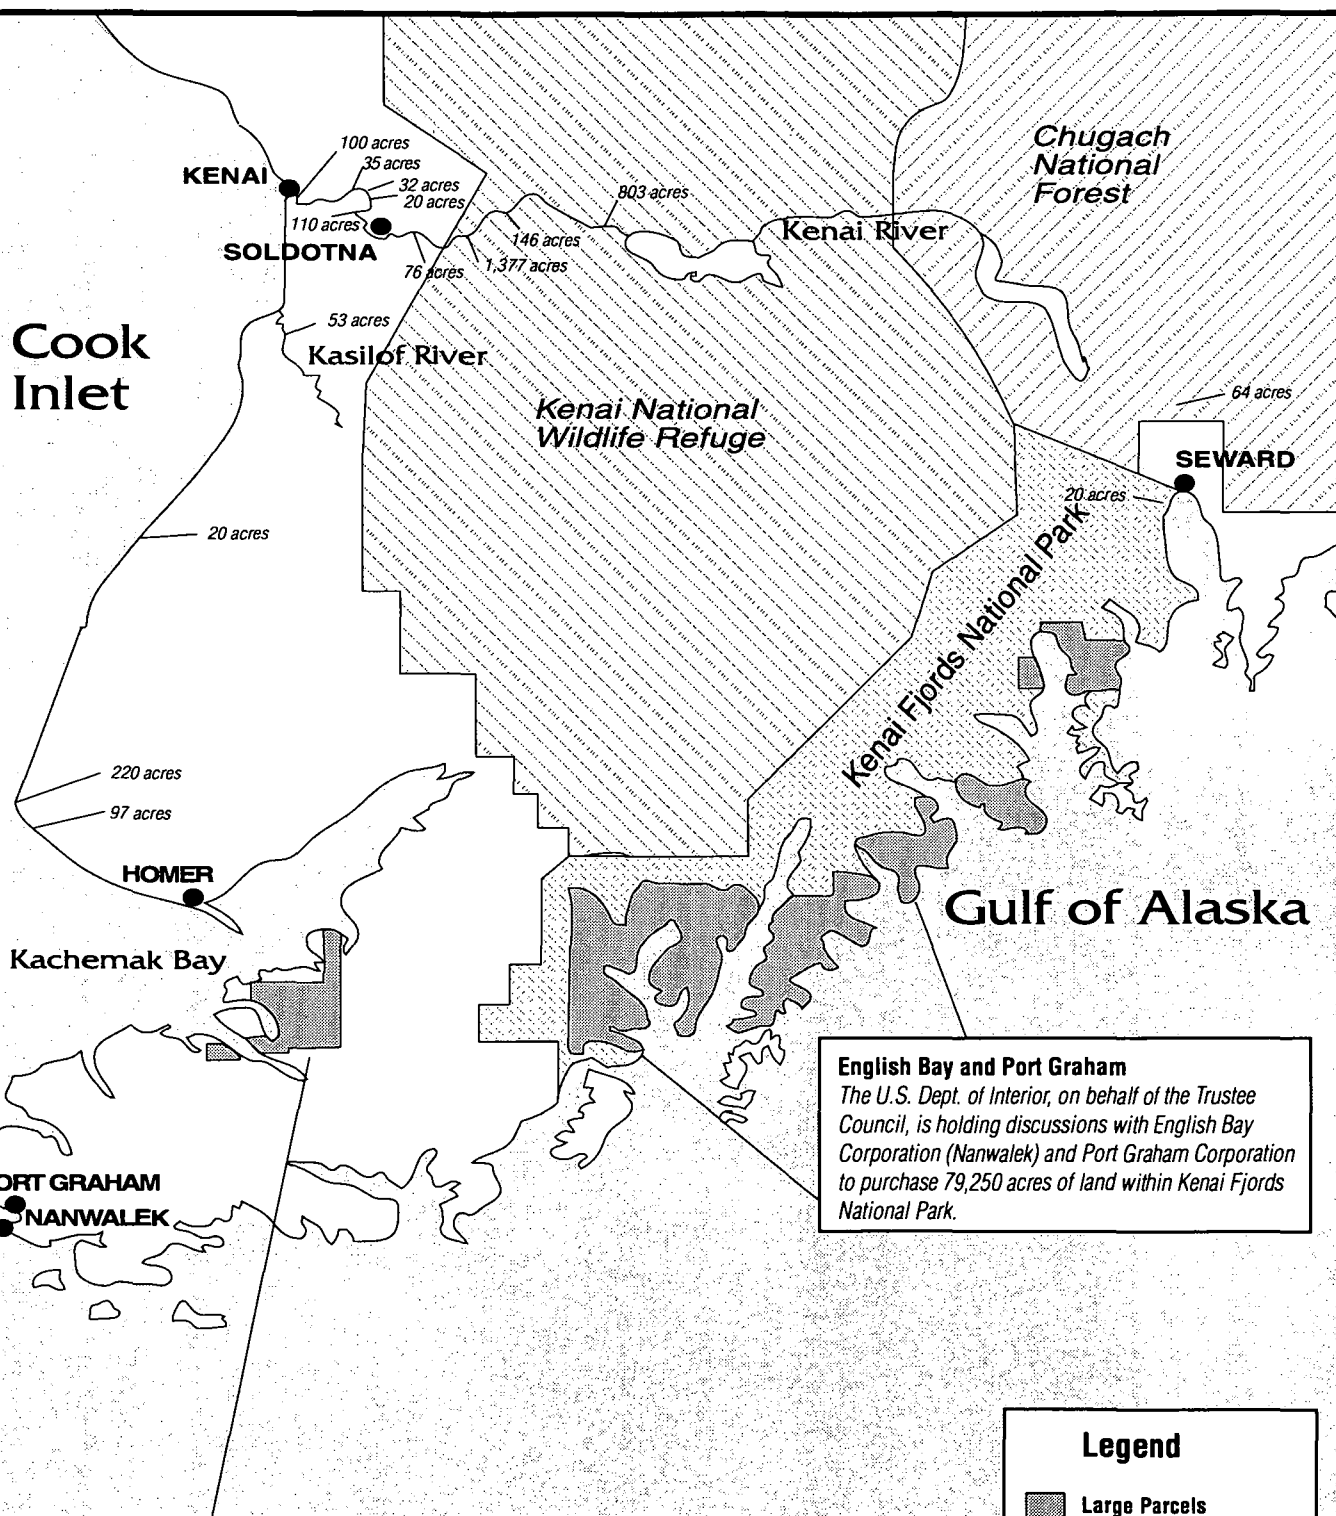 Chugach
National
Forest
100 acres
35 acres
KENAI
32 acres
20 acres
803 acres
110 acres
SOLDOTNA
146 acres
Kenai River
76 acres
1,377 acres
53 acres
Cook
Inlet
Kasilof River
Kenai National
Wildlife Refuge
64 acres
SEWARD
20 acres
20 acres
Kenai Fjords National Park
220 acres
97 acres
HOMER
Gulf of Alaska
Kachemak Bay
English Bay and Port Graham
The U.S. Dept. of Interior, on behalf of the Trustee
Council, is holding discussions with English Bay
Corporation (Nanwalek) and Port Graham Corporation
to purchase 79,250 acres of land within Kenai Fjords
National Park.
ORT GRAHAM
NANWALEK
Legend
Large Parcels